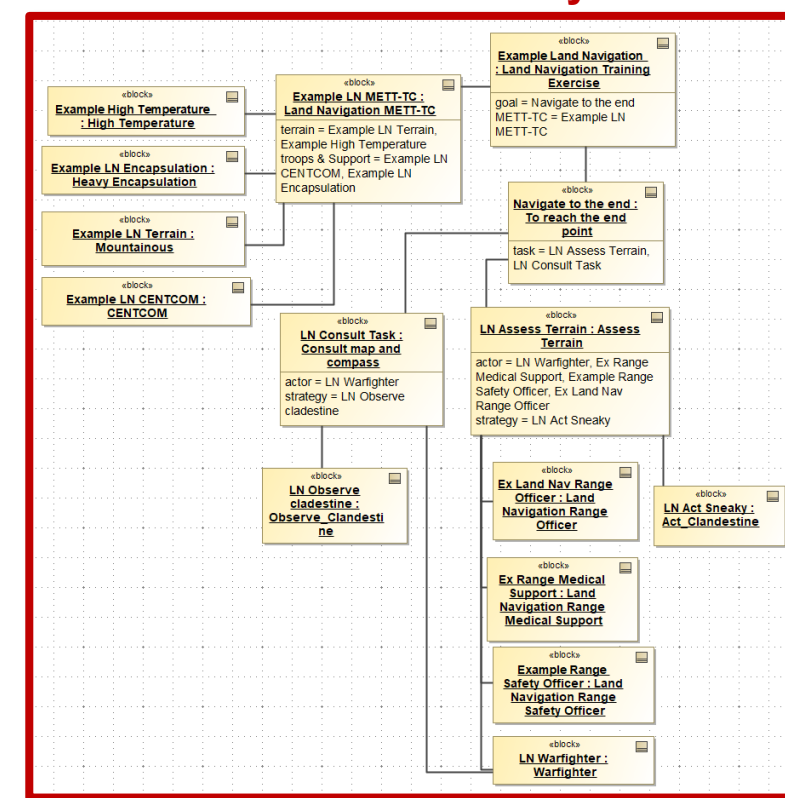 «block»
Example Land Navigation
: Land Navigation Training
Exercise
goal = Navigate to the end
METT-TC = Example LN
METT-TC
«block»
Example LN METT-TC :
Land Navigation METT-TC
terrain = Example LN Terrain,
Example High Temperature
troops & Support = Example LN
CENTCOM, Example LN
Encapsulation
«block»
Example High Temperature
: High Temperature
«block»
Example LN Encapsulation :
Heavy Encapsulation
«block»
Example LN Terrain :
Mountainous
«block»
Example LN CENTCOM :
CENTCOM
«block»
Navigate to the end :
To reach the end
point
task = LN Assess Terrain,
LN Consult Task
«block»
LN Consult Task :
Consult map and
compass
actor = LN Warfighter
strategy = LN Observe
cladestine
«block»
LN Assess Terrain : Assess
Terrain
actor = LN Warfighter, Ex Range
Medical Support, Example Range
Safety Officer, Ex Land Nav
Range Officer
strategy = LN Act Sneaky
«block»
LN Observe
cladestine :
Observe_Clandesti
ne
«block»
Ex Land Nav Range
Officer : Land
Navigation Range
Officer
«block»
LN Act Sneaky :
Act_Clandestine
«block»
Ex Range Medical
Support : Land
Navigation Range
Medical Support
«block»
Example Range
Safety Officer : Land
Navigation Range
Safety Officer
«block»
LN Warfighter :
Warfighter